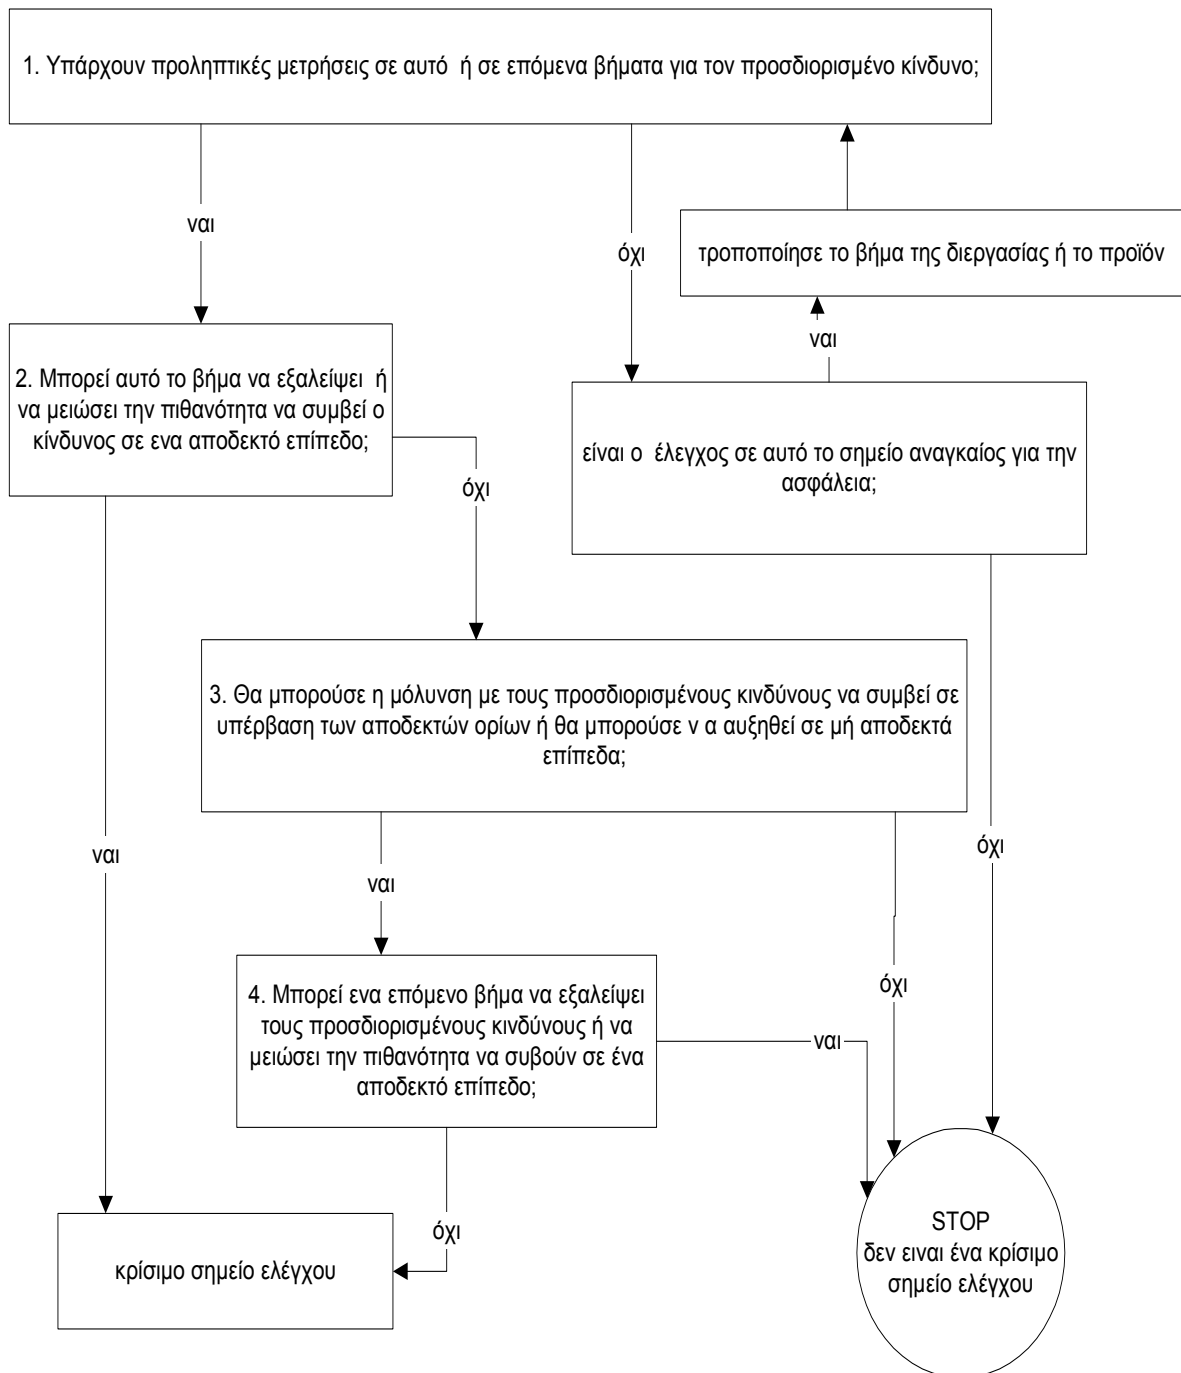 1. Υπάρχουν προληπτικές μετρήσεις σε αυτό ή σε επόμενα βήματα για τον προσδιορισμένο κίνδυνο;
ναι
όχι
τροποποίησε το βήμα της διεργασίας ή το προϊόν
ναι
2. Μπορεί αυτό το βήμα να εξαλείψει ή
να μειώσει την πιθανότητα να συμβεί ο
κίνδυνος σε ενα αποδεκτό επίπεδο;
είναι ο έλεγχος σε αυτό το σημείο αναγκαίος για την
ασφάλεια;
όχι
3. Θα μπορούσε η μόλυνση με τους προσδιορισμένους κινδύνους να συμβεί σε
υπέρβαση των αποδεκτών ορίων ή θα μπορούσε ν α αυξηθεί σε μή αποδεκτά
επίπεδα;
ναι
όχι
ναι
όχι
4. Μπορεί ενα επόμενο βήμα να εξαλείψει
τους προσδιορισμένους κινδύνους ή να
μειώσει την πιθανότητα να συβούν σε ένα
αποδεκτό επίπεδο;
ναι
όχι
κρίσιμο σημείο ελέγχου
STOP
δεν ειναι ένα κρίσιμο
σημείο ελέγχου